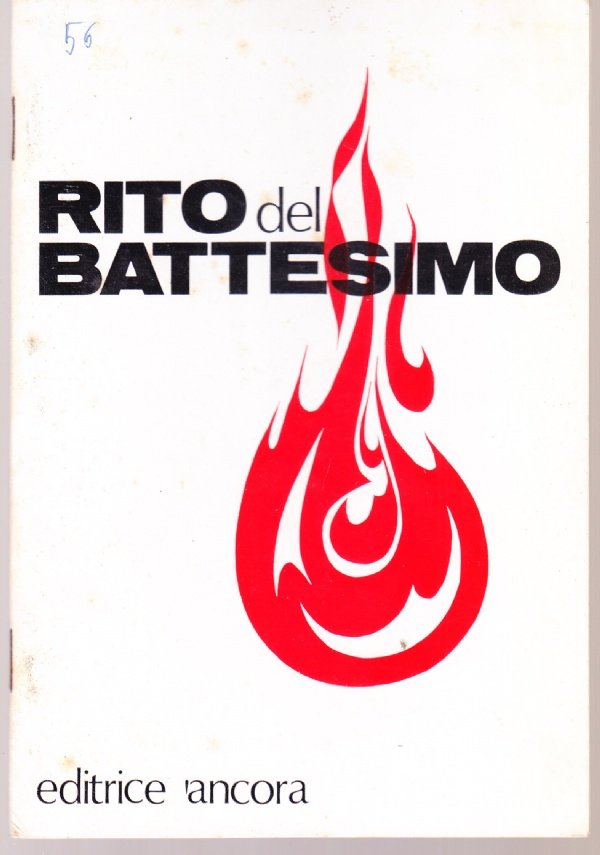 56
RITO del
BATTESIMO
editrice ancora